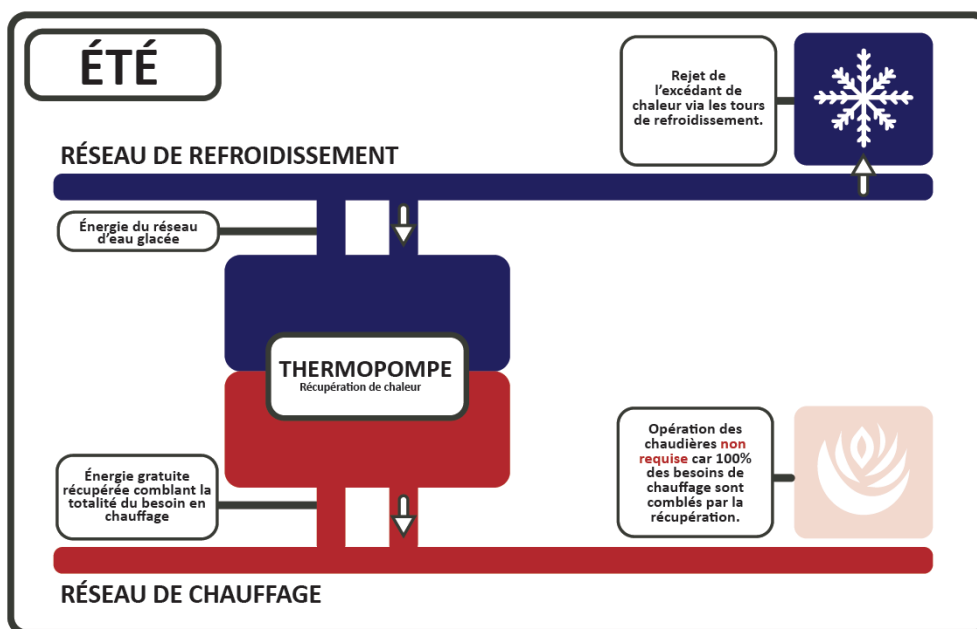 ÉTÉ
Rejet de
l'excédant de
chaleur via les tours
de refroidissement.
RÉSEAU DE REFROIDISSEMENT
Énergie du réseau
d'eau glacée
THERMOPOMPE
Récupération de chaleur
Énergie gratuite
récupérée comblant la
totalité du besoin en
chauffage
Opération des
chaudières non
requise car 100%
des besoins de
chauffage sont
comblés par la
récupération.
RÉSEAU DE CHAUFFAGE